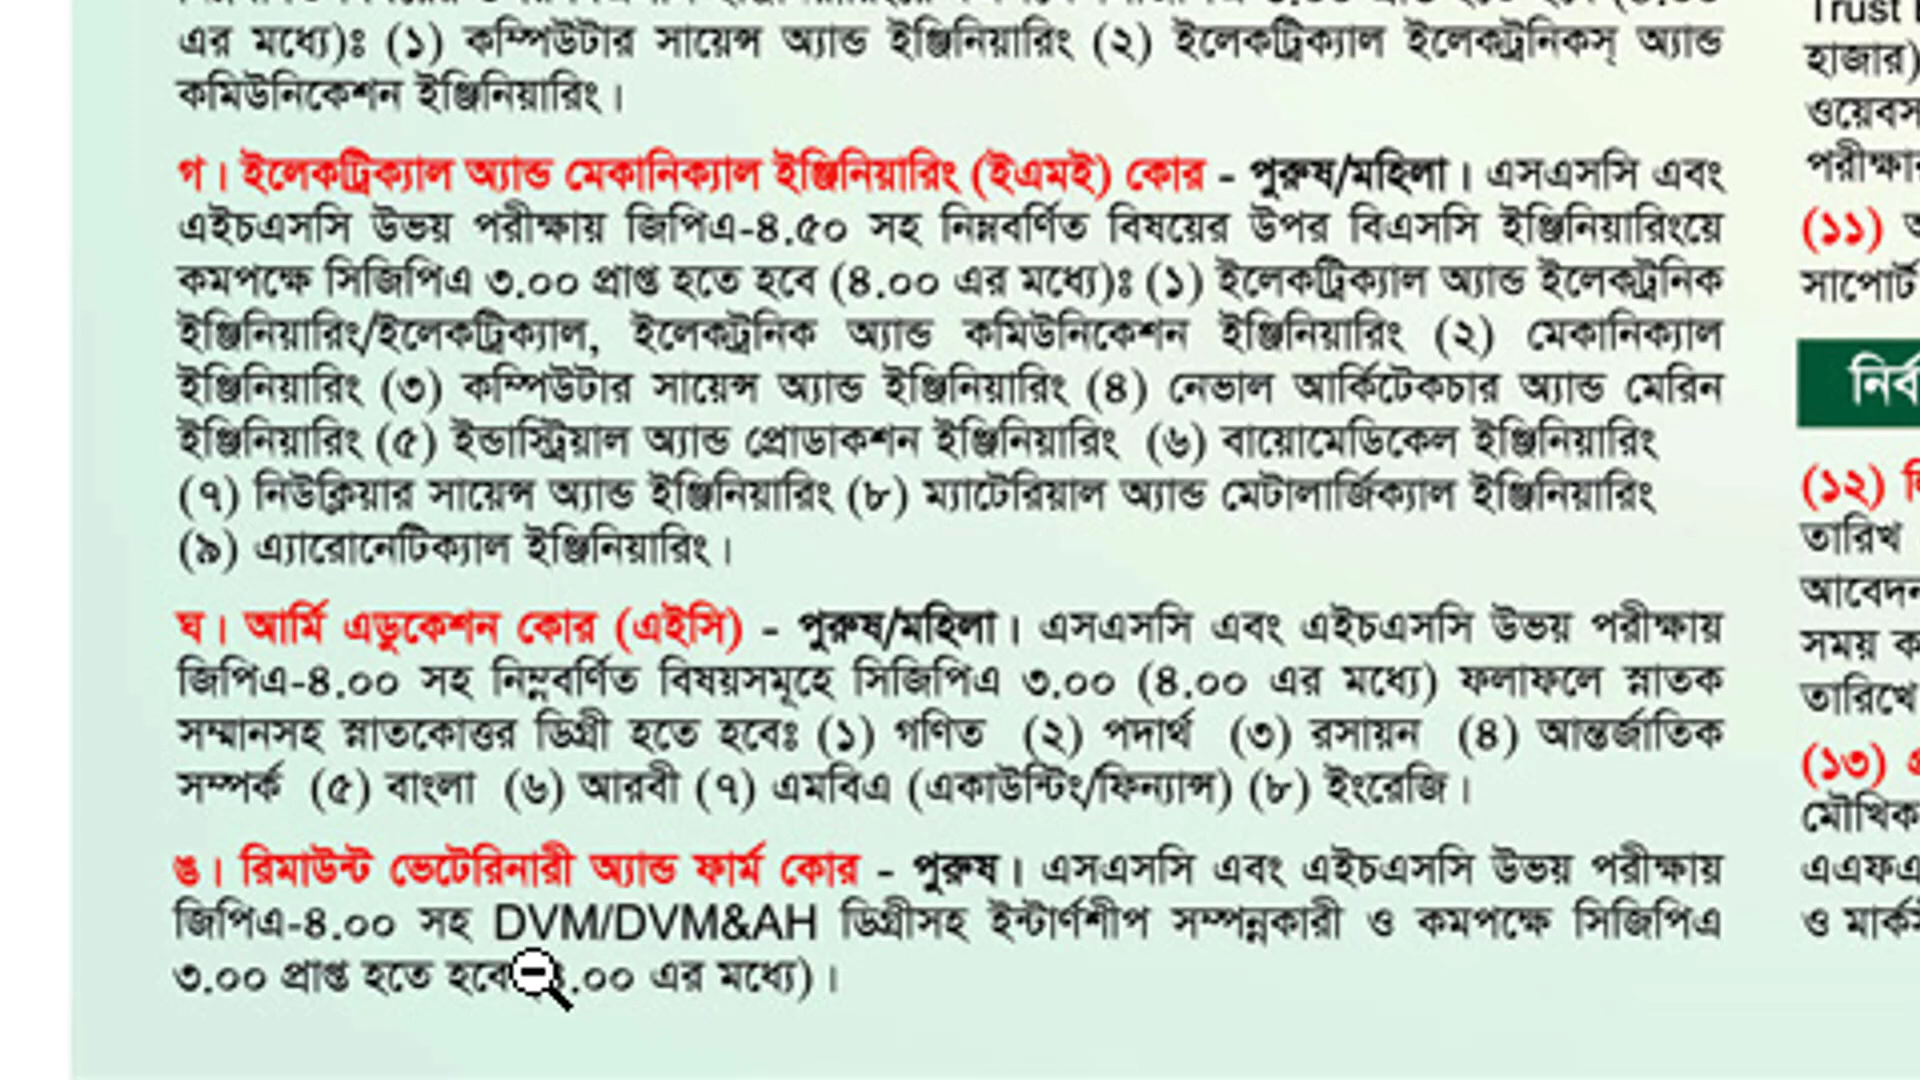 এর মধ্যে)ঃ (১) কম্পিউটার সায়েন্স অ্যান্ড ইঞ্জিনিয়ারিং (২) ইলেকট্রিক্যাল ইলেকট্রনিকস্ অ্যান্ড
কমিউনিকেশন ইঞ্জিনিয়ারিং।
গ। ইলেকট্রিক্যাল অ্যান্ড মেকানিক্যাল ইঞ্জিনিয়ারিং (ইএমই) কোর - পুরুষ/মহিলা। এসএসসি এবং
এইচএসসি উভয় পরীক্ষায় জিপিএ-৪.৫০ সহ নিম্নবর্ণিত বিষয়ের উপর বিএসসি ইঞ্জিনিয়ারিংয়ে
কমপক্ষে সিজিপিএ ৩.০০ প্রাপ্ত হতে হবে (৪.০০ এর মধ্যে)ঃ (১) ইলেকট্রিক্যাল অ্যান্ড ইলেকট্রনিক
ইঞ্জিনিয়ারিং/ইলেকট্রিক্যাল, ইলেকট্রনিক অ্যান্ড কমিউনিকেশন ইঞ্জিনিয়ারিং (২) মেকানিক্যাল
ইঞ্জিনিয়ারিং (৩) কম্পিউটার সায়েন্স অ্যান্ড ইঞ্জিনিয়ারিং (৪) নেভাল আর্কিটেকচার অ্যান্ড মেরিন
ইঞ্জিনিয়ারিং (৫) ইন্ডাস্ট্রিয়াল অ্যান্ড প্রোডাকশন ইঞ্জিনিয়ারিং (৬) বায়োমেডিকেল ইঞ্জিনিয়ারিং
(৭) নিউক্লিয়ার সায়েন্স অ্যান্ড ইঞ্জিনিয়ারিং (৮) ম্যাটেরিয়াল অ্যান্ড মেটালার্জিক্যাল ইঞ্জিনিয়ারিং
(৯) এ্যারোনেটিক্যাল ইঞ্জিনিয়ারিং।
ঘ। আর্মি এডুকেশন কোর (এইসি) - পুরুষ/মহিলা। এসএসসি এবং এইচএসসি উভয় পরীক্ষায়
জিপিএ-৪.০০ সহ নিম্নবর্ণিত বিষয়সমূহে সিজিপিএ ৩.০০ (৪.০০ এর মধ্যে) ফলাফলে স্নাতক
সম্মানসহ স্নাতকোত্তর ডিগ্রী হতে হবেঃ (১) গণিত (২) পদার্থ (৩) রসায়ন (৪) আন্তর্জাতিক
সম্পর্ক (৫) বাংলা (৬) আরবী (৭) এমবিএ (একাউন্টিং/ফিন্যান্স) (৮) ইংরেজি।
ঙ। রিমাউন্ট ভেটেরিনারী অ্যান্ড ফার্ম কোর - পুরুষ। এসএসসি এবং এইচএসসি উভয় পরীক্ষায়
জিপিএ-৪.০০ সহ DVM/DVM&AH ডিগ্রীসহ ইন্টার্ণশীপ সম্পন্নকারী ও কমপক্ষে সিজিপিএ
৩.০০ প্রাপ্ত হতে হবে .০০ এর মধ্যে)।
Trust
হাজার)
(১১)
সাপোর্ট
(১২)
তারিখ
সময়
তারিখে
(১৩)
মৌখিক
ও